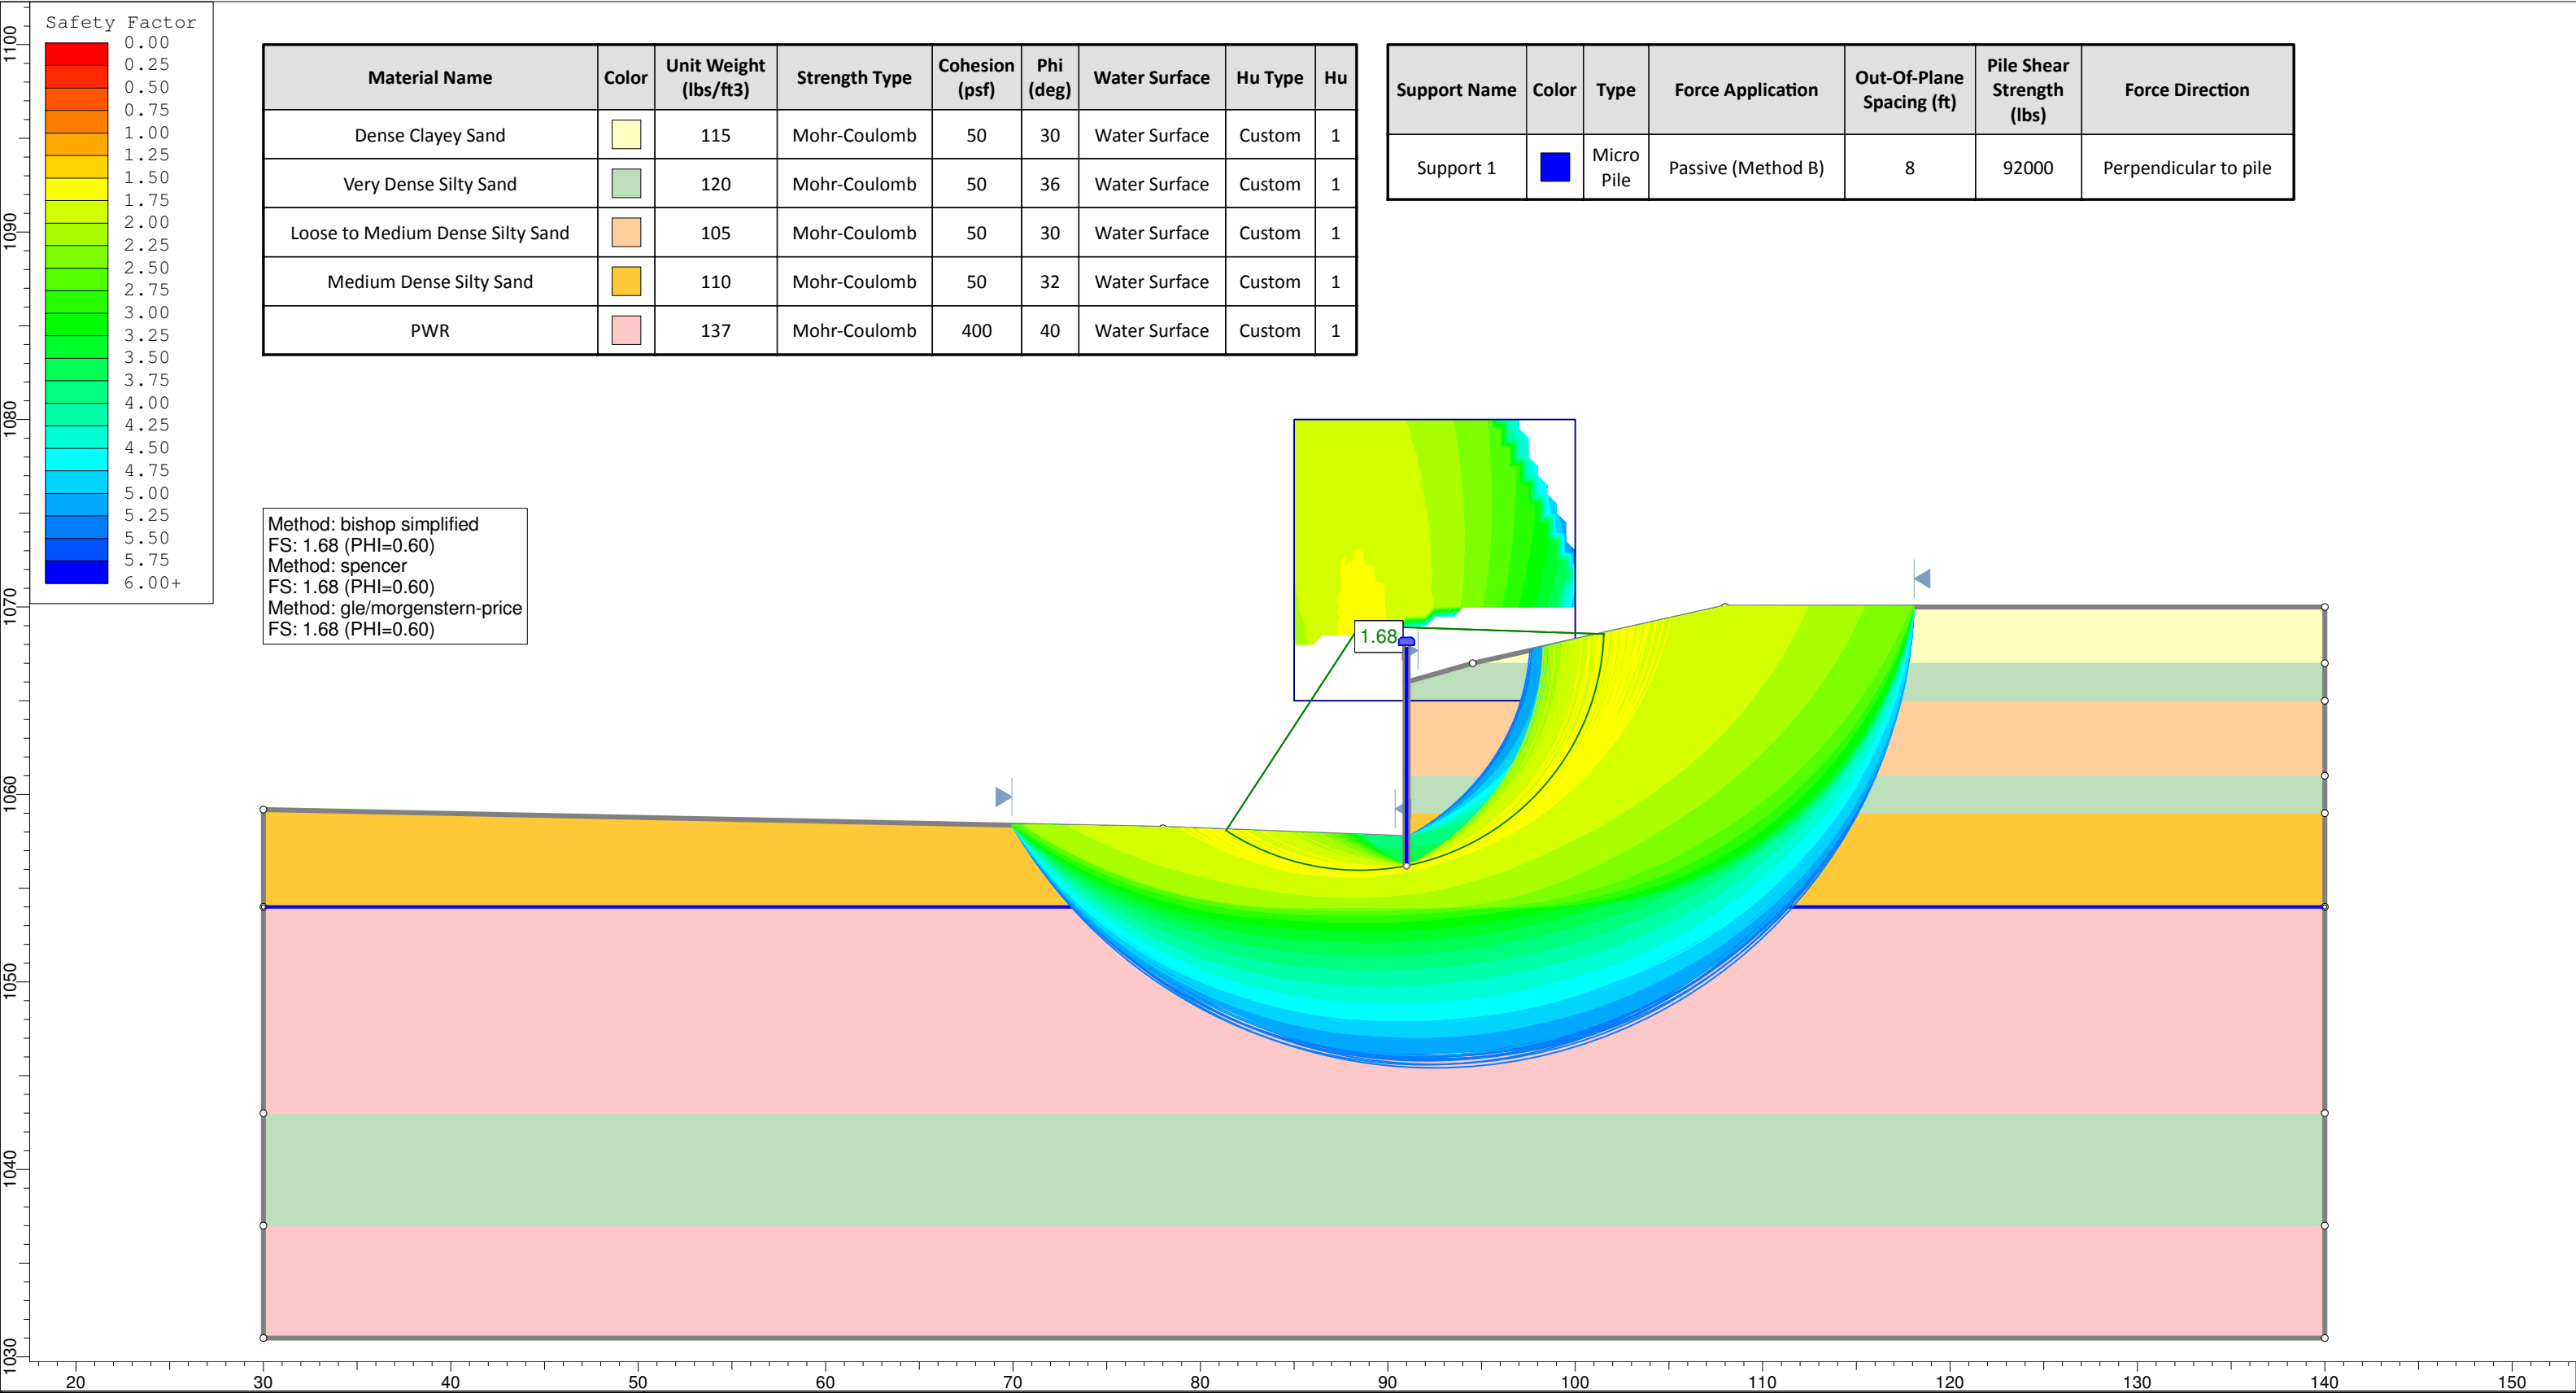 Safety Factor
0.00
0.25
0.50
0.75
1.00
1.25
1.50
1.75
2.00
2.25
2.50
2.75
3.00
3.25
3.50
3.75
4.00
4.25
4.50
4.75
5.00
5.25
5.50
5.75
6.00+
Material Name Color Unit Weight (lbs/ft3) Strength Type Cohesion (psf) Phi (deg) Water Surface Hu Type Hu
Dense Clayey Sand 115 Mohr-Coulomb 50 30 Water Surface Custom 1
Very Dense Silty Sand 120 Mohr-Coulomb 50 36 Water Surface Custom 1
Loose to Medium Dense Silty Sand 105 Mohr-Coulomb 50 30 Water Surface Custom 1
Medium Dense Silty Sand 110 Mohr-Coulomb 50 32 Water Surface Custom 1
PWR 137 Mohr-Coulomb 400 40 Water Surface Custom 1
Support Name Color Type Force Application Out-Of-Plane Spacing (ft) Pile Shear Strength (lbs) Force Direction
Support 1 Micro Pile Passive (Method B) 8 92000 Perpendicular to pile
Method: bishop simplified
FS: 1.68 (PHI=0.60)
Method: spencer
FS: 1.68 (PHI=0.60)
Method: gle/morgenstern-price
FS: 1.68 (PHI=0.60)
1.68
1100
1090
1080
1070
1060
1050
1040
1030
20 30 40 50 60 70 80 90 100 110 120 130 140 150